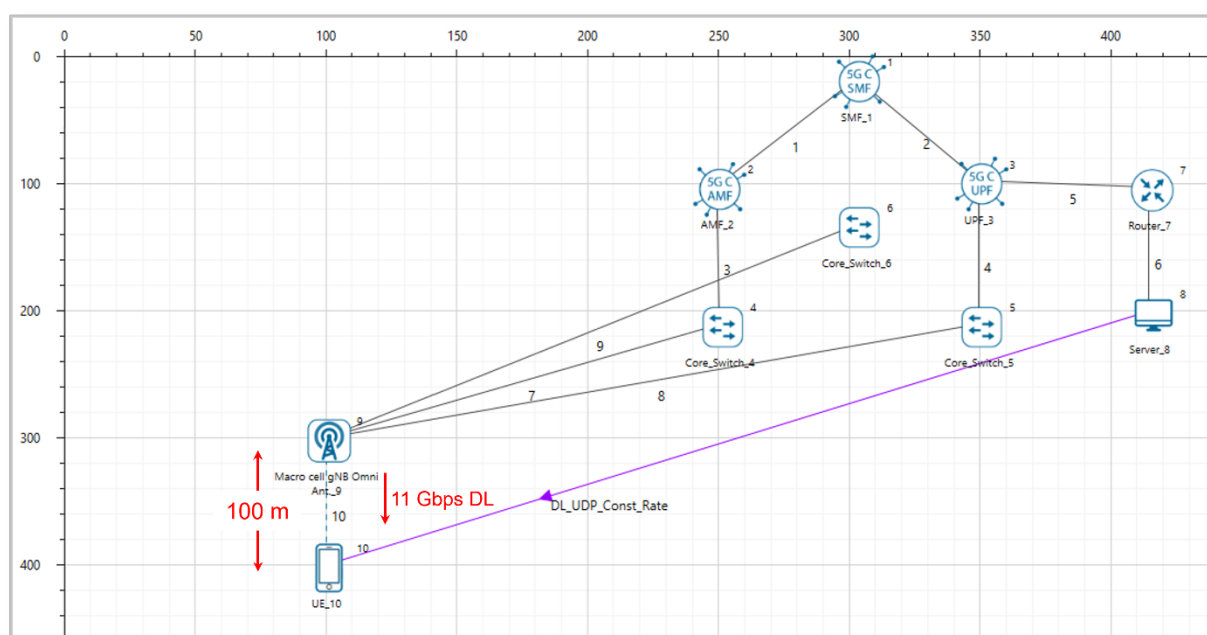 0 50 100 150 200 250 300 350 400
0
100
200
300
400
5G C
SMF
1
SMF_1
1
2
5G C
AMF
2
AMF_2
5G C
UPF
3
UPF_3
5
7
Router_7
6
Core_Switch_6
3
4
6
4
Core_Switch_4
5
Core_Switch_5
8
Server_8
9
7
8
9
Macro cell gNB Omni
Ant_9
100 m
11 Gbps DL
10
DL_UDP_Const_Rate
10
UE_10